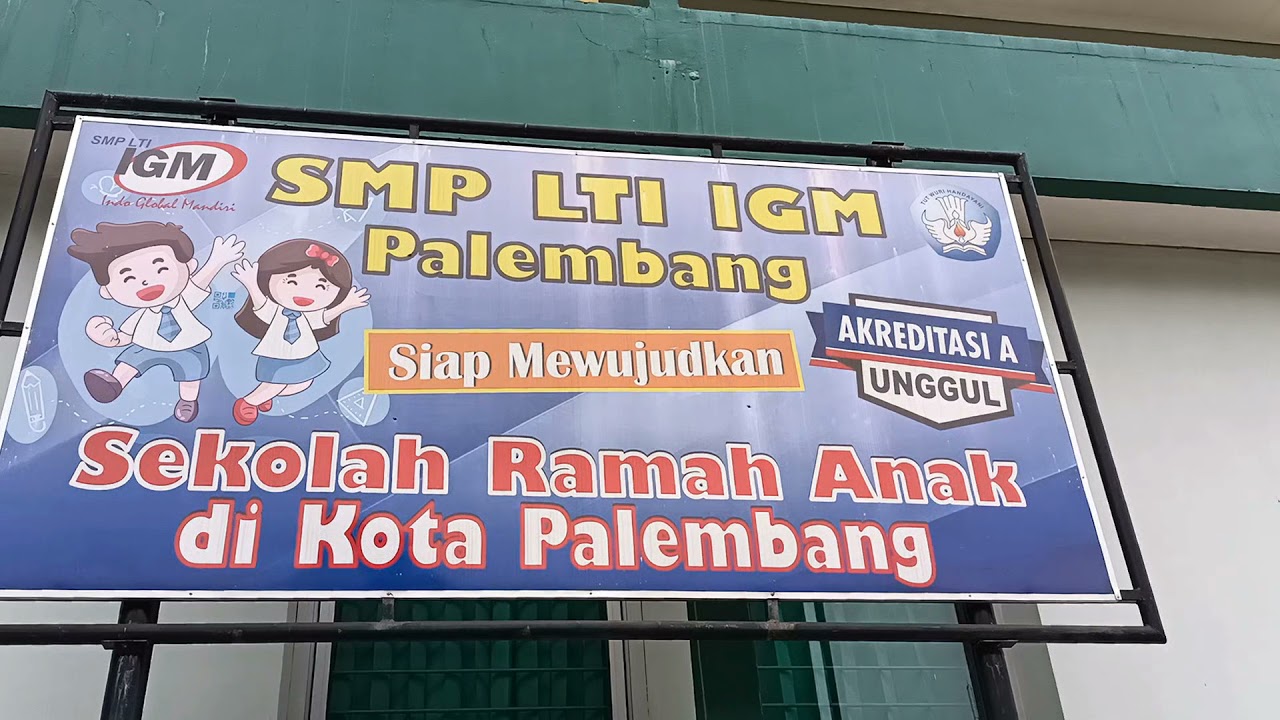 SMP LTI
IGM
Indo Global Mandiri
SMP LTI IGM
Palembang
TUT WURI HANDAYANI
Siap Mewujudkan
AKREDITASI A
UNGGUL
Sekolah Ramah Anak
di Kota Palembang